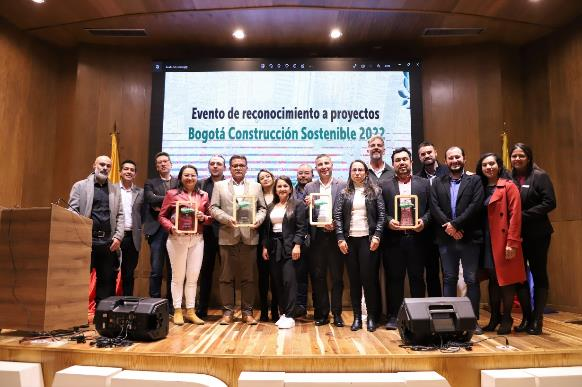 Evento de reconocimiento a proyectos
Bogotá Construcción Sostenible 2022